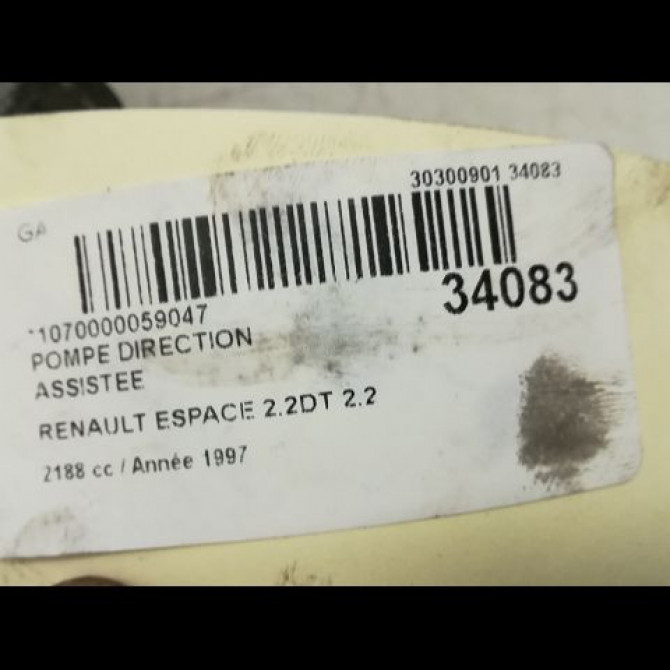 30300901 34083
GA
34083
*1070000059047
POMPE DIRECTION
ASSISTEE
RENAULT ESPACE 2.2DT 2.2
2188 cc / Année 1997